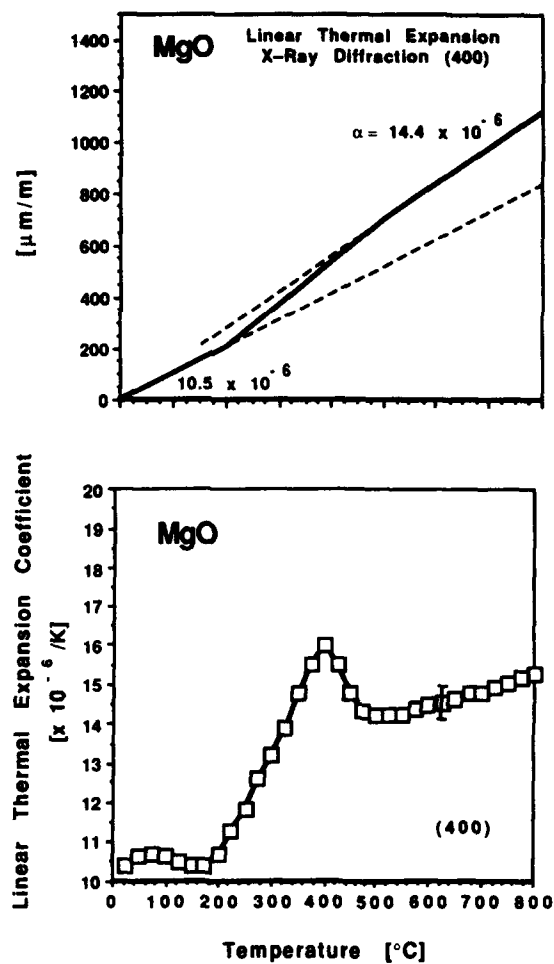 1400
1200
1000
800
600
400
200
0
[μm/m]
MgO
Linear Thermal Expansion
X-Ray Diffraction (400)
α = 14.4 x 10-6
10.5 x 10-6
20
19
18
17
16
15
14
13
12
11
10
Linear Thermal Expansion Coefficient
[x 10-6 /K]
MgO
(400)
0 100 200 300 400 500 600 700 800
Temperature [°C]